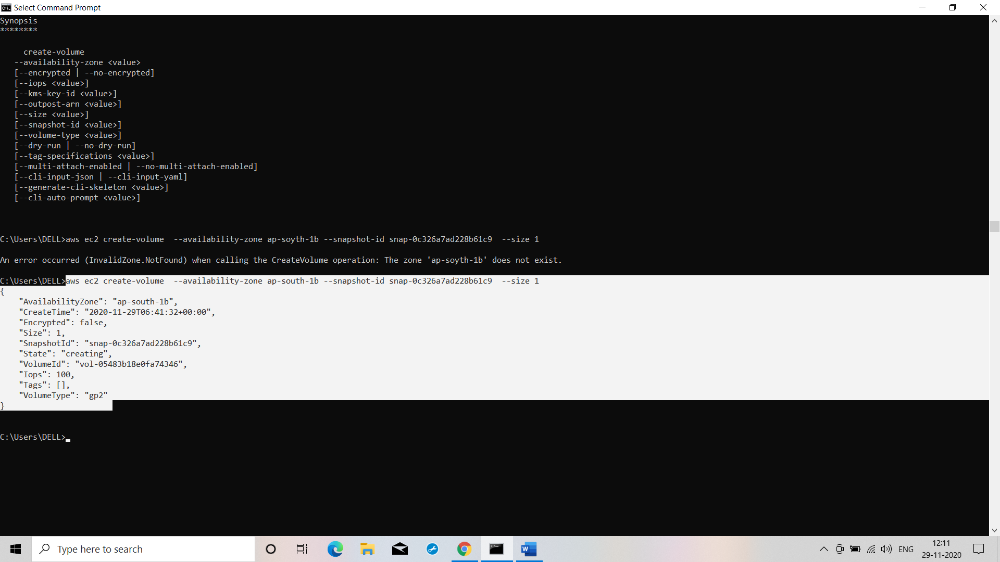 Select Command Prompt
Synopsis
********
create-volume
--availability-zone <value>
[--encrypted | --no-encrypted]
[--iops <value>]
[--kms-key-id <value>]
[--outpost-arn <value>]
[--size <value>]
[--snapshot-id <value>]
[--volume-type <value>]
[--dry-run | --no-dry-run]
[--tag-specifications <value>]
[--multi-attach-enabled | --no-multi-attach-enabled]
[--cli-input-json | --cli-input-yaml]
[--generate-cli-skeleton <value>]
[--cli-auto-prompt <value>]
C:\Users\DELL>aws ec2 create-volume  --availability-zone ap-soyth-1b --snapshot-id snap-0c326a7ad228b61c9  --size 1
An error occurred (InvalidZone.NotFound) when calling the CreateVolume operation: The zone 'ap-soyth-1b' does not exist.
C:\Users\DELL>aws ec2 create-volume  --availability-zone ap-south-1b --snapshot-id snap-0c326a7ad228b61c9  --size 1
{
"AvailabilityZone": "ap-south-1b",
"CreateTime": "2020-11-29T06:41:32+00:00",
"Encrypted": false,
"Size": 1,
"SnapshotId": "snap-0c326a7ad228b61c9",
"State": "creating",
"VolumeId": "vol-05483b18e0fa74346",
"Iops": 100,
"Tags": [],
"VolumeType": "gp2"
}
C:\Users\DELL>
Type here to search
ENG
12:11
29-11-2020